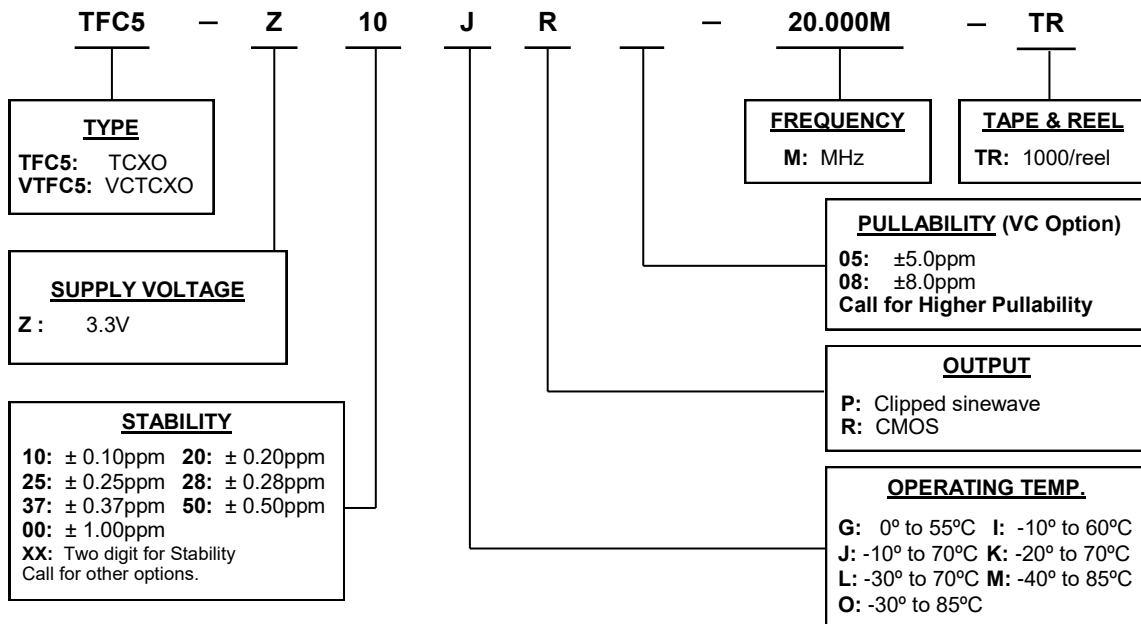 TFC5 – Z 10 J R – 20.000M – TR
TYPE
TFC5: TCXO
VTFC5: VCTCXO
FREQUENCY
M: MHz
TAPE & REEL
TR: 1000/reel
PULLABILITY (VC Option)
05: ±5.0ppm
08: ±8.0ppm
Call for Higher Pullability
SUPPLY VOLTAGE
Z : 3.3V
OUTPUT
P: Clipped sinewave
R: CMOS
STABILITY
10: ± 0.10ppm 20: ± 0.20ppm
25: ± 0.25ppm 28: ± 0.28ppm
37: ± 0.37ppm 50: ± 0.50ppm
00: ± 1.00ppm
XX: Two digit for Stability
Call for other options.
OPERATING TEMP.
G: 0º to 55ºC I: -10º to 60ºC
J: -10º to 70ºC K: -20º to 70ºC
L: -30º to 70ºC M: -40º to 85ºC
O: -30º to 85ºC